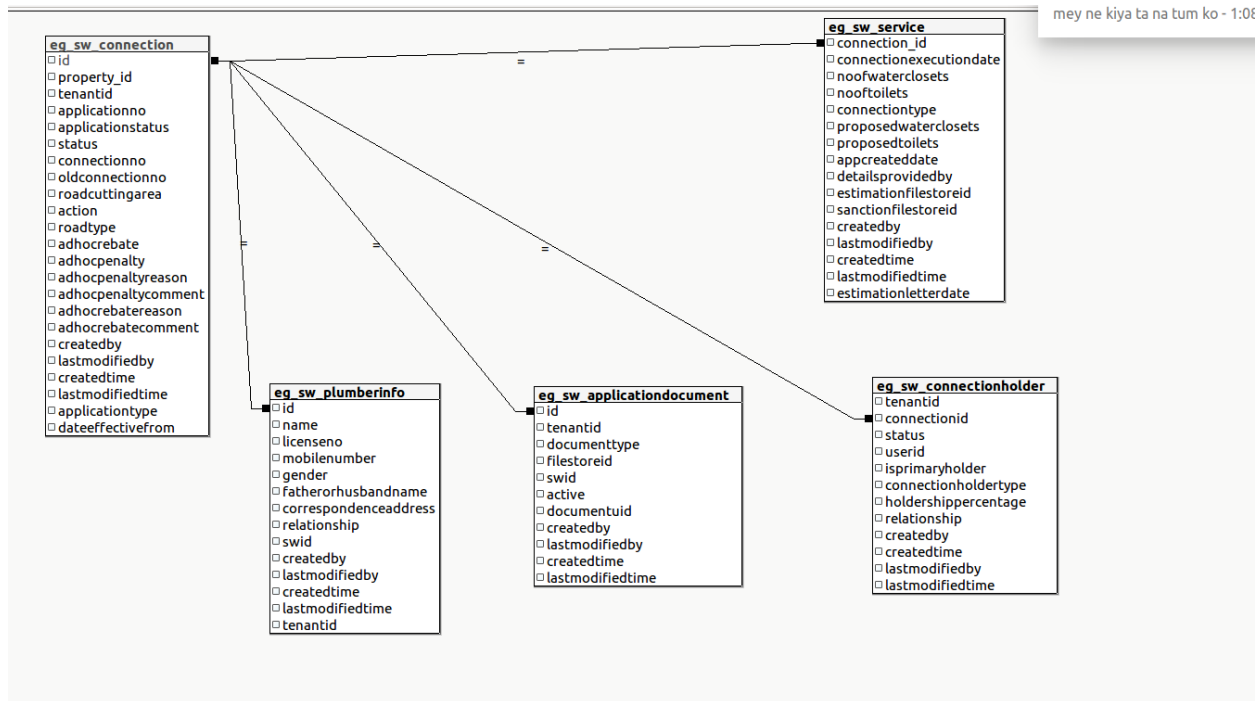 mey ne kiya ta na tum ko - 1:08
eg_sw_connection
id
property_id
tenantid
applicationno
applicationstatus
status
connectionno
oldconnectionno
roadcuttingarea
action
roadtype
adhocrebate
adhocpenalty
adhocpenaltyreason
adhocpenaltycomment
adhocrebatereason
adhocrebatecomment
createdby
lastmodifiedby
createdtime
lastmodifiedtime
applicationtype
dateeffectivefrom
eg_sw_service
connection_id
connectionexecutiondate
noofwaterclosets
nooftoilets
connectiontype
proposedwaterclosets
proposedtoilets
appcreateddate
detailsprovidedby
estimationfilestoreid
sanctionfilestoreid
createdby
lastmodifiedby
createdtime
lastmodifiedtime
estimationletterdate
=
=
=
=
eg_sw_plumberinfo
id
name
licenseno
mobilenumber
gender
fatherorhusbandname
correspondenceaddress
relationship
swid
createdby
lastmodifiedby
createdtime
lastmodifiedtime
tenantid
eg_sw_applicationdocument
id
tenantid
documenttype
filestoreid
swid
active
documentuid
createdby
lastmodifiedby
createdtime
lastmodifiedtime
eg_sw_connectionholder
tenantid
connectionid
status
userid
isprimaryholder
connectionholdertype
holdershippercentage
relationship
createdby
createdtime
lastmodifiedby
lastmodifiedtime